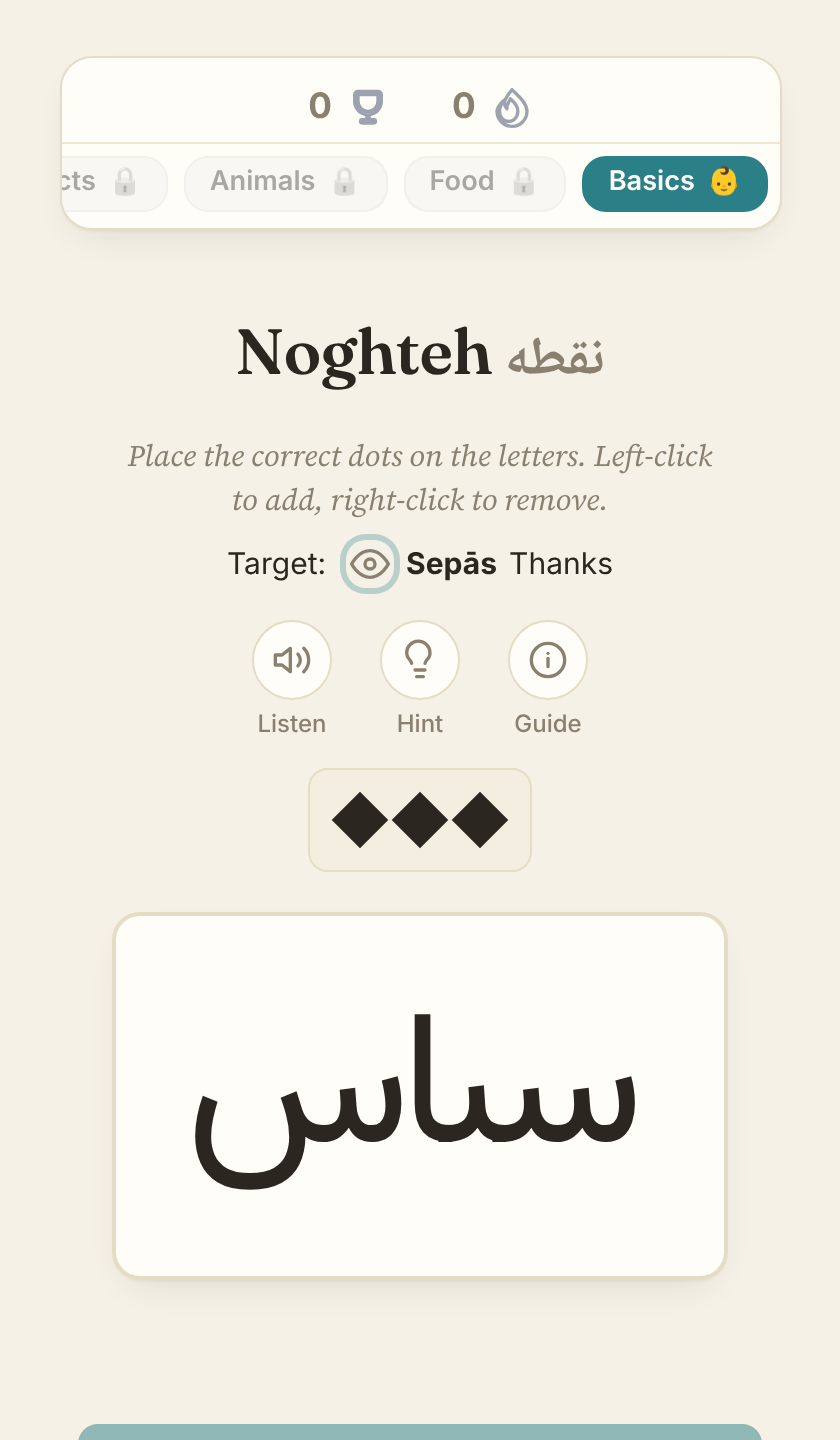 0 0
cts Animals Food Basics
Noghteh نقطه
Place the correct dots on the letters. Left-click
to add, right-click to remove.
Target: Sepās Thanks
Listen Hint Guide
سٮاس